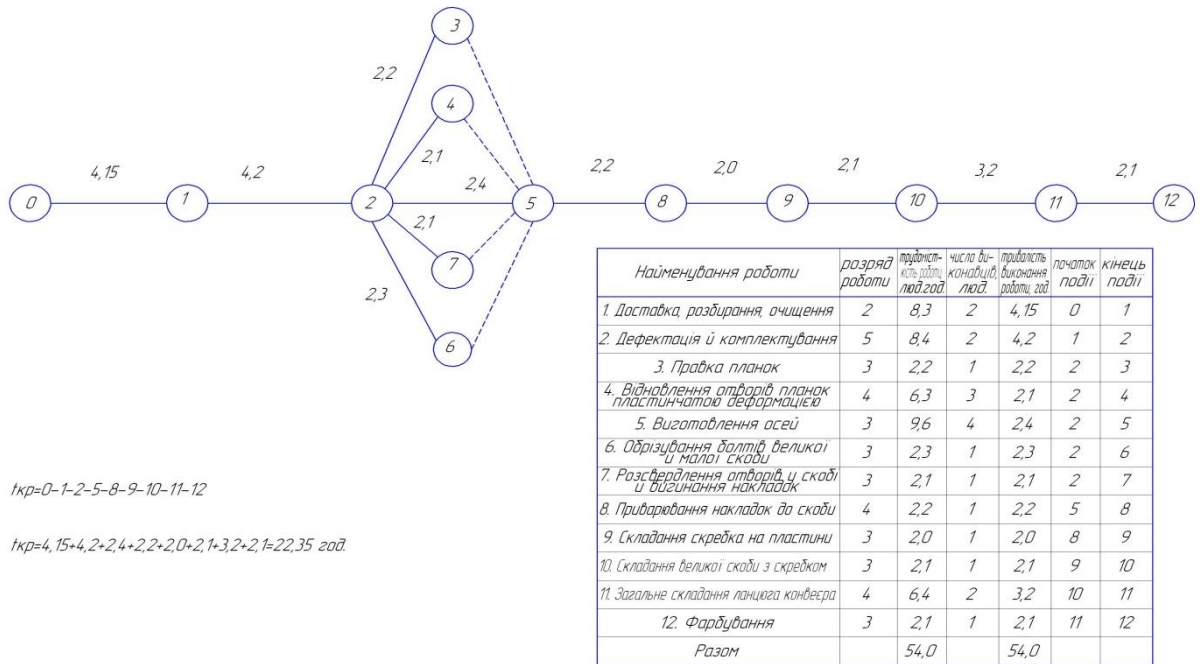 3
2,2
4
2,1
4,15
4,2
2,4
2,2
2,0
2,1
3,2
2,1
0
1
2
5
8
9
10
11
12
2,1
7
2,3
6
Найменування роботи розряд роботи трудоміст-кість роботи, люд.год. числа ви-конавців, люд. тривалість виконання роботи, год. початок події кінець події
1. Доставка, розбирання, очищення 2 8,3 2 4,15 0 1
2. Дефектація й комплектування 5 8,4 2 4,2 1 2
3. Правка планок 3 2,2 1 2,2 2 3
4. Відновлення отворів планок
пластинчатою деформацією 4 6,3 3 2,1 2 4
5. Виготовлення осей 3 9,6 4 2,4 2 5
6. Обрізування болтів великої
и малої скоби 3 2,3 1 2,3 2 6
7. Розсвердлення отворів у скобі
и вигинання накладок 3 2,1 1 2,1 2 7
8. Приварювання накладок до скоби 4 2,2 1 2,2 5 8
9. Складання скребка на пластини 3 2,0 1 2,0 8 9
10. Складання великої скоби з скребком 3 2,1 1 2,1 9 10
11. Загальне складання ланцюга конвеєра 4 6,4 2 3,2 10 11
12. Фарбування 3 2,1 1 2,1 11 12
Разом 54,0 54,0
tкр=0-1-2-5-8-9-10-11-12
tкр=4,15+4,2+2,4+2,2+2,0+2,1+3,2+2,1=22,35 год.